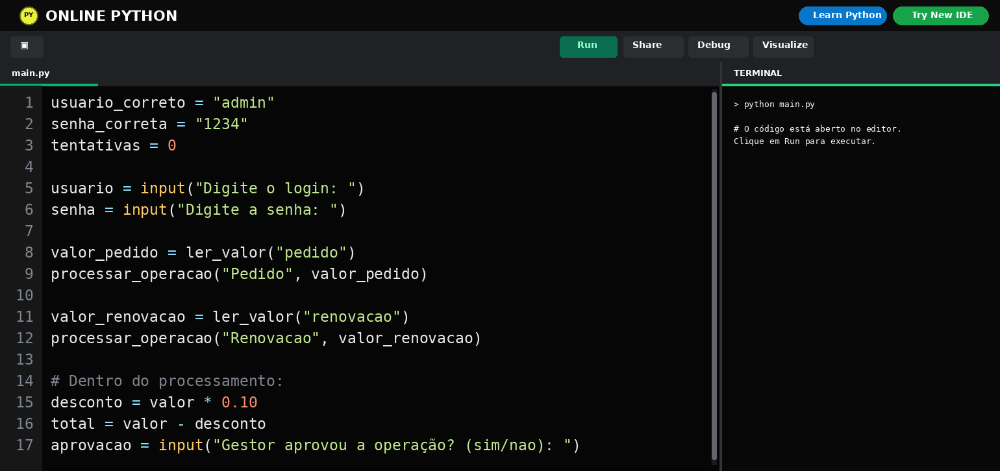 PY ONLINE PYTHON
Learn Python
Try New IDE
Run
Share
Debug
Visualize
main.py
1 usuario_correto = "admin"
2 senha_correta = "1234"
3 tentativas = 0
4
5 usuario = input("Digite o login: ")
6 senha = input("Digite a senha: ")
7
8 valor_pedido = ler_valor("pedido")
9 processar_operacao("Pedido", valor_pedido)
10
11 valor_renovacao = ler_valor("renovacao")
12 processar_operacao("Renovacao", valor_renovacao)
13
14 # Dentro do processamento:
15 desconto = valor * 0.10
16 total = valor - desconto
17 aprovacao = input("Gestor aprovou a operação? (sim/nao): ")
TERMINAL
> python main.py
# O código está aberto no editor.
Clique em Run para executar.